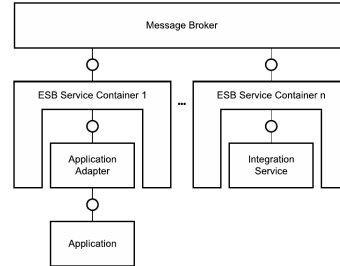 Message Broker
ESB Service Container 1
...
ESB Service Container n
Application
Adapter
Integration
Service
Application